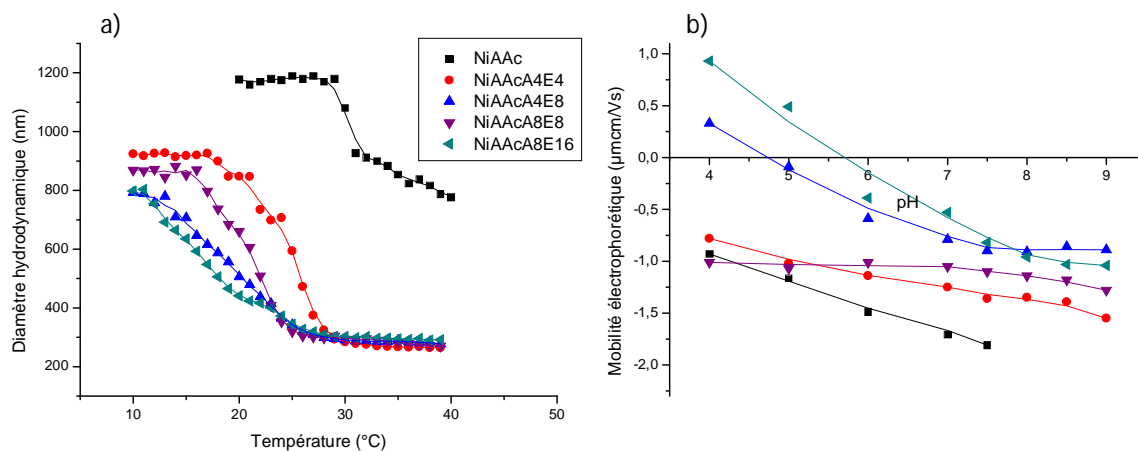 a)
Diamètre hydrodynamique (nm)
1200
1000
800
600
400
200
10
20
30
40
50
Température (°C)
NiAAc
NiAAcA4E4
NiAAcA4E8
NiAAcA8E8
NiAAcA8E16
b)
Mobilité électrophorétique (µmcm/Vs)
1,0
0,5
0,0
-0,5
-1,0
-1,5
-2,0
4
5
6
7
8
9
pH